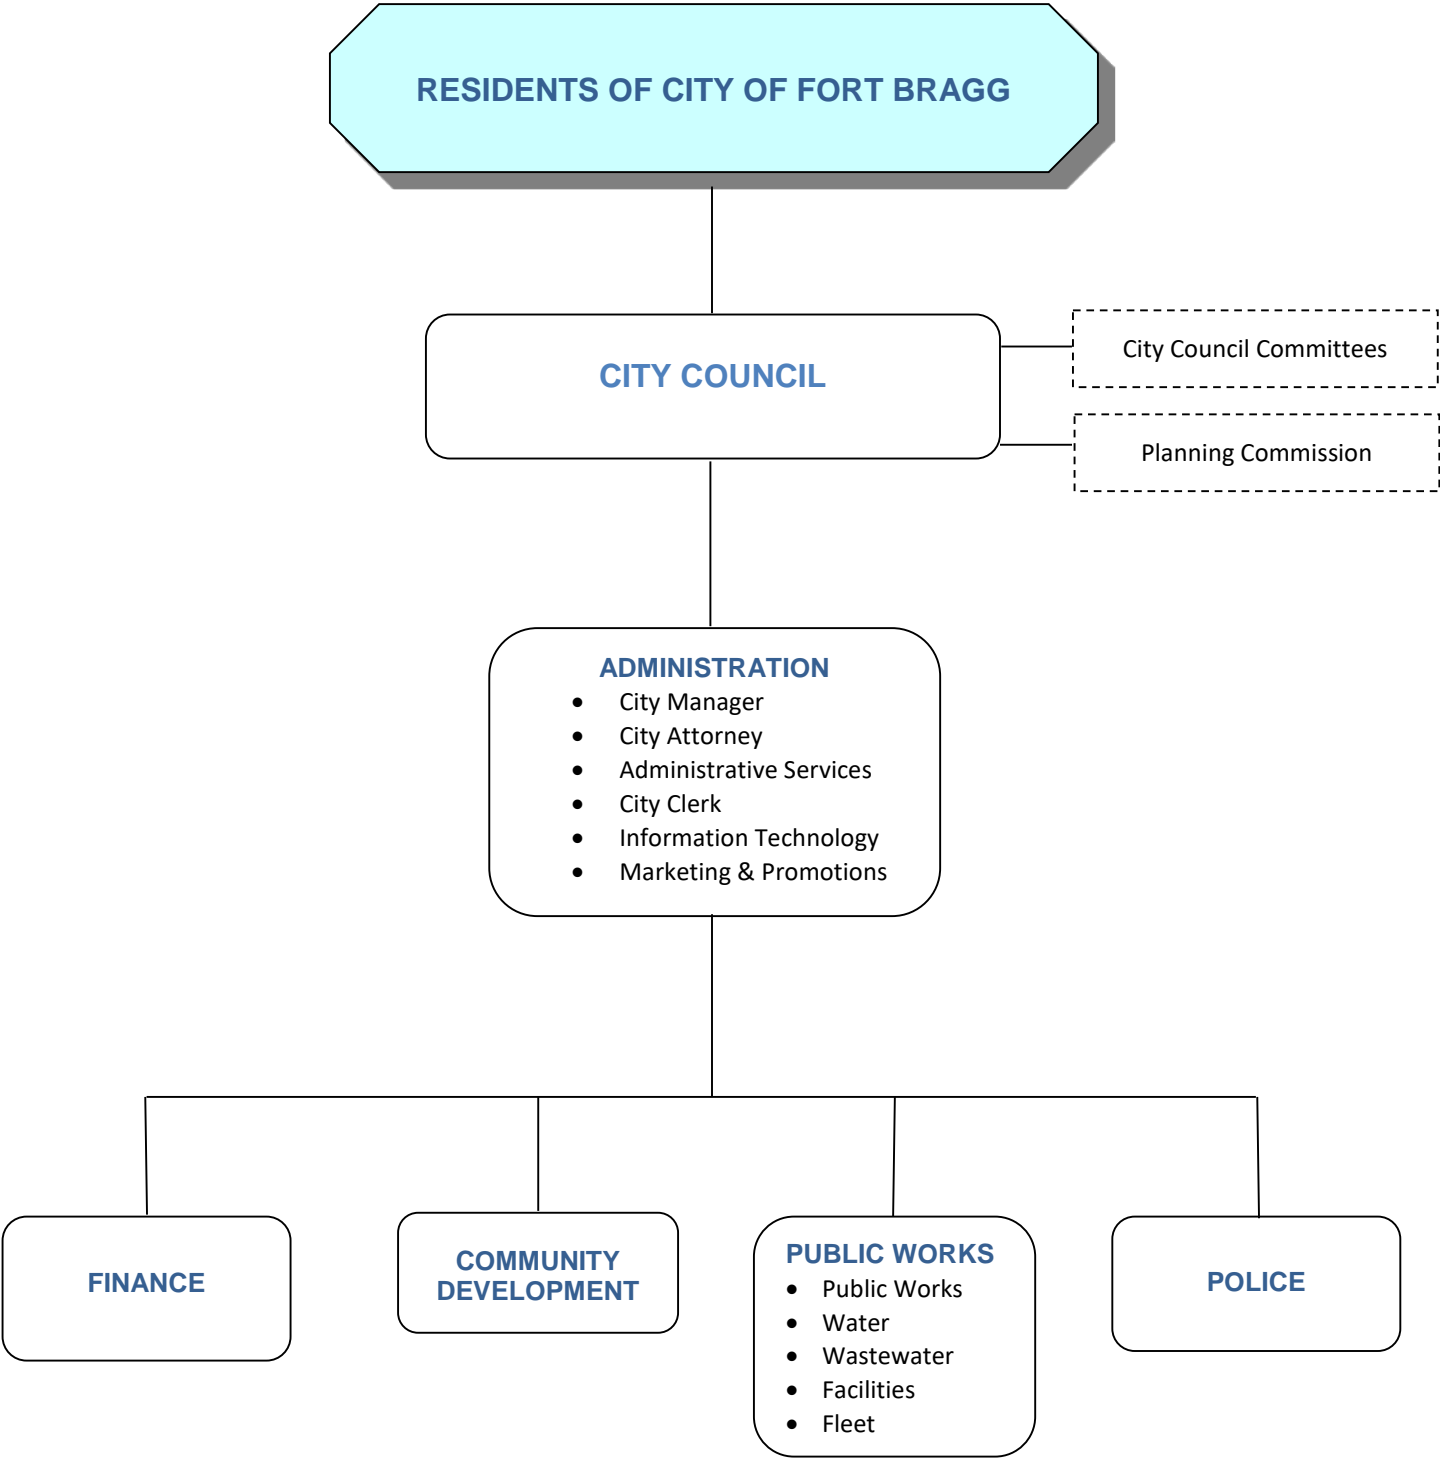 RESIDENTS OF CITY OF FORT BRAGG
CITY COUNCIL
City Council Committees
Planning Commission
ADMINISTRATION
• City Manager
• City Attorney
• Administrative Services
• City Clerk
• Information Technology
• Marketing & Promotions
FINANCE
COMMUNITY
DEVELOPMENT
PUBLIC WORKS
• Public Works
• Water
• Wastewater
• Facilities
• Fleet
POLICE